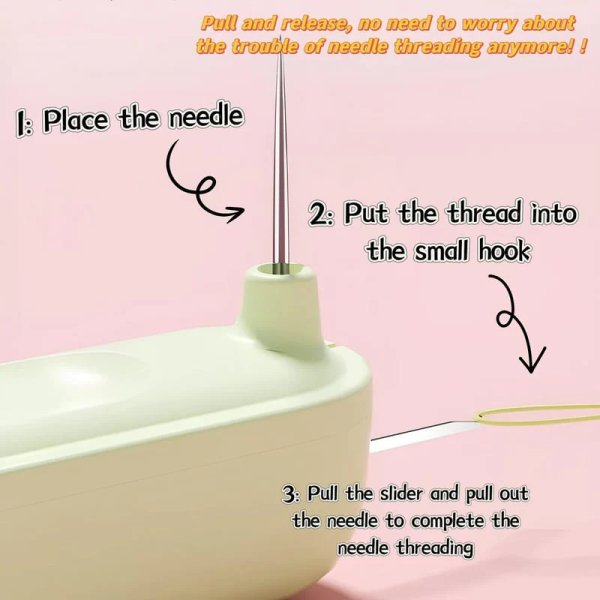 Pull and release, no need to worry about
the trouble of needle threading anymore! !
1: Place the needle
2: Put the thread into
the small hook
3: Pull the slider and pull out
the needle to complete the
needle threading